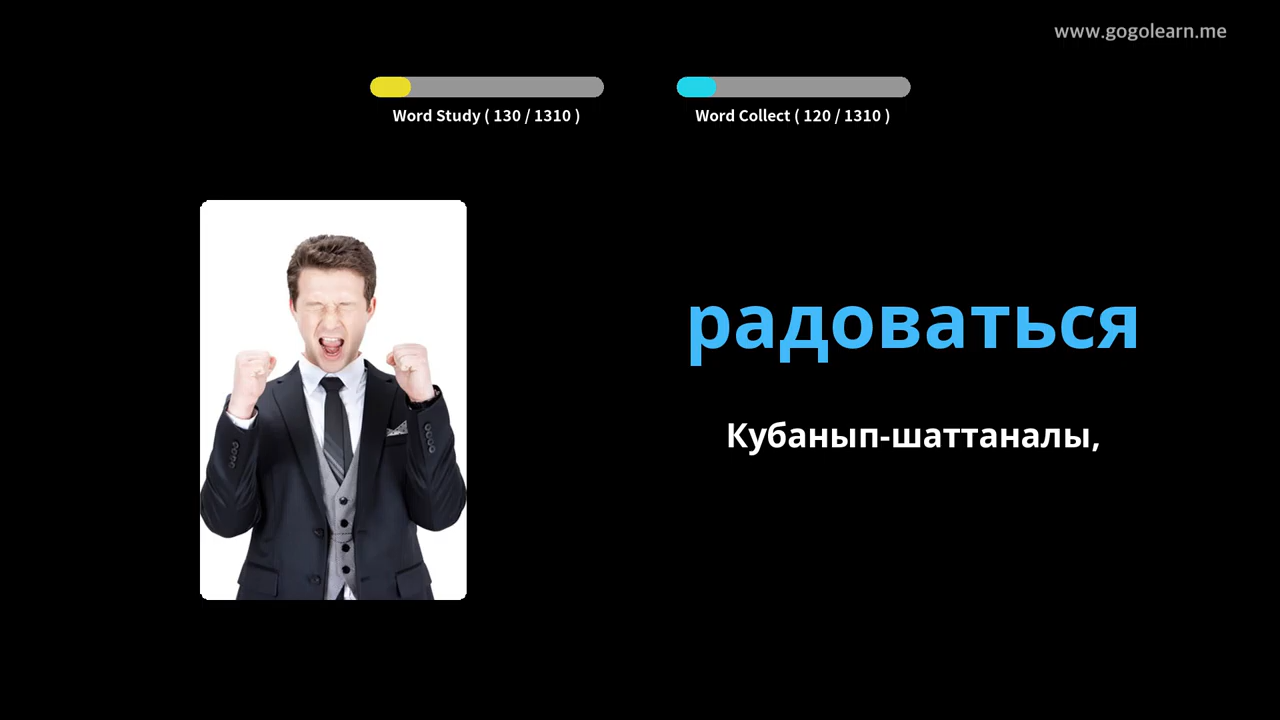 www.gogolearn.me
Word Study ( 130 / 1310 )
Word Collect ( 120 / 1310 )
радоваться
Кубанып-шаттаналы,